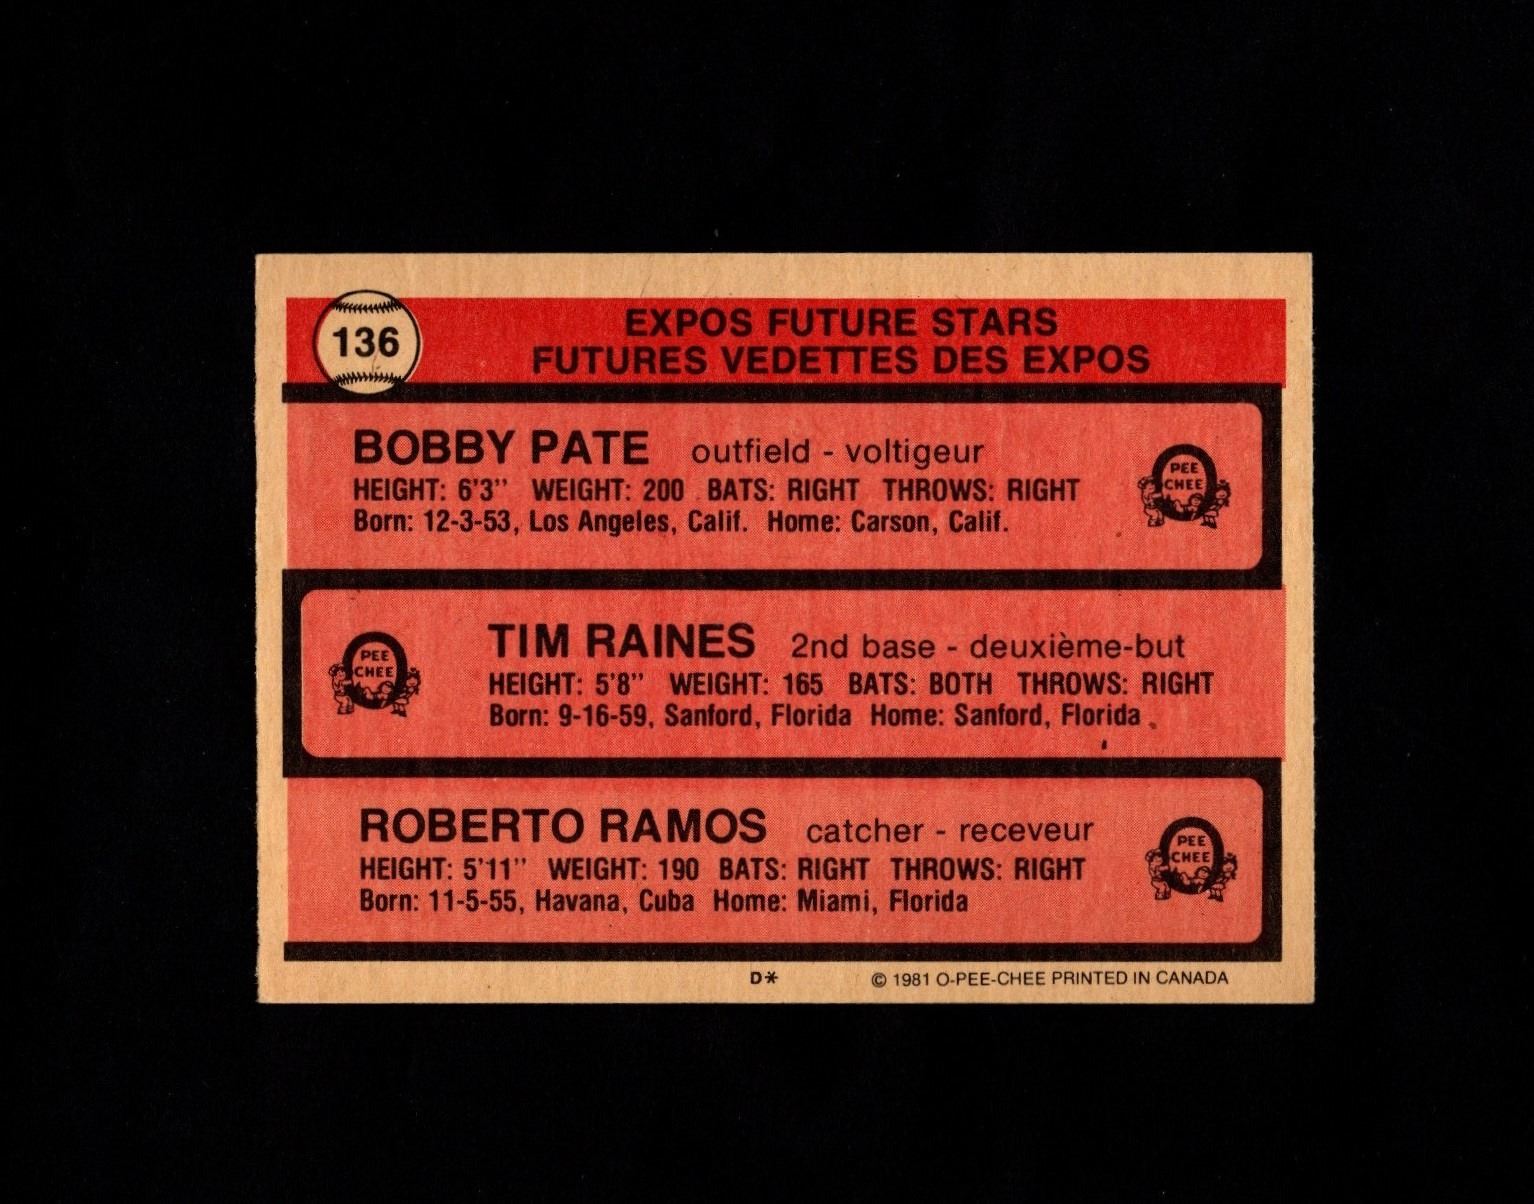 136
EXPOS FUTURE STARS
FUTURES VEDETTES DES EXPOS
BOBBY PATE outfield - voltigeur
HEIGHT: 6'3'' WEIGHT: 200 BATS: RIGHT THROWS: RIGHT
Born: 12-3-53, Los Angeles, Calif. Home: Carson, Calif.
PEE
CHEE
TIM RAINES 2nd base - deuxième-but
HEIGHT: 5'8'' WEIGHT: 165 BATS: BOTH THROWS: RIGHT
Born: 9-16-59, Sanford, Florida Home: Sanford, Florida
PEE
CHEE
ROBERTO RAMOS catcher - receveur
HEIGHT: 5'11'' WEIGHT: 190 BATS: RIGHT THROWS: RIGHT
Born: 11-5-55, Havana, Cuba Home: Miami, Florida
PEE
CHEE
D* © 1981 O-PEE-CHEE PRINTED IN CANADA